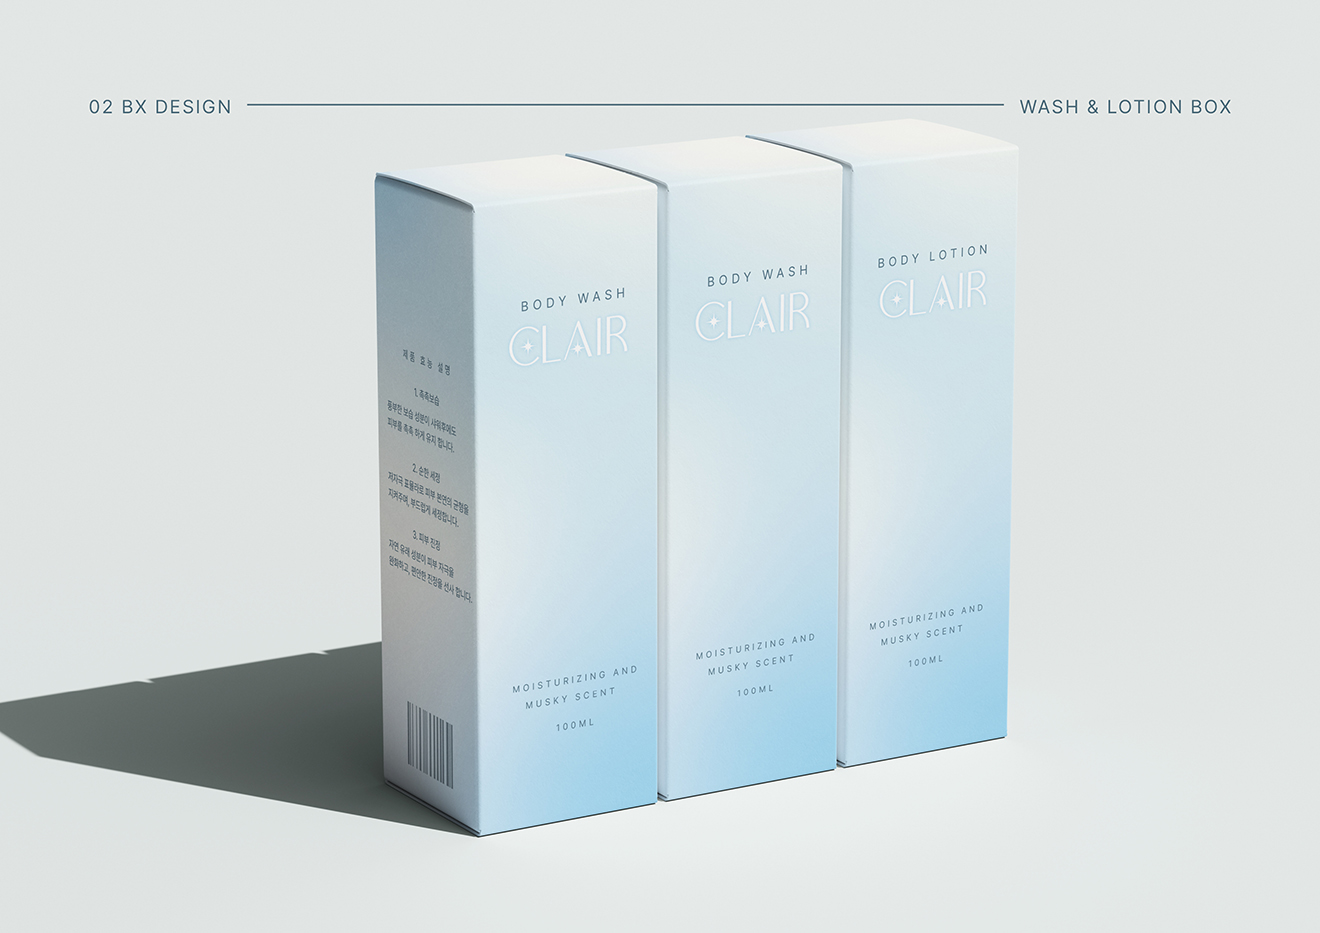 02 BX DESIGN
WASH & LOTION BOX
제품 효능 설명
1. 촉촉보습
풍부한 보습 성분이 샤워후에도
피부를 촉촉 하게 유지 합니다.
2. 순한 세정
저자극 포뮬라로 피부 본연의 균형을
지켜주며, 부드럽게 세정합니다.
3. 피부 진정
자연 유래 성분이 피부 자극을
완화하고, 편안한 진정을 선사 합니다.
BODY WASH
CLAIR
MOISTURIZING AND
MUSKY SCENT
100ML
BODY WASH
CLAIR
MOISTURIZING AND
MUSKY SCENT
100ML
BODY LOTION
CLAIR
MOISTURIZING AND
MUSKY SCENT
100ML